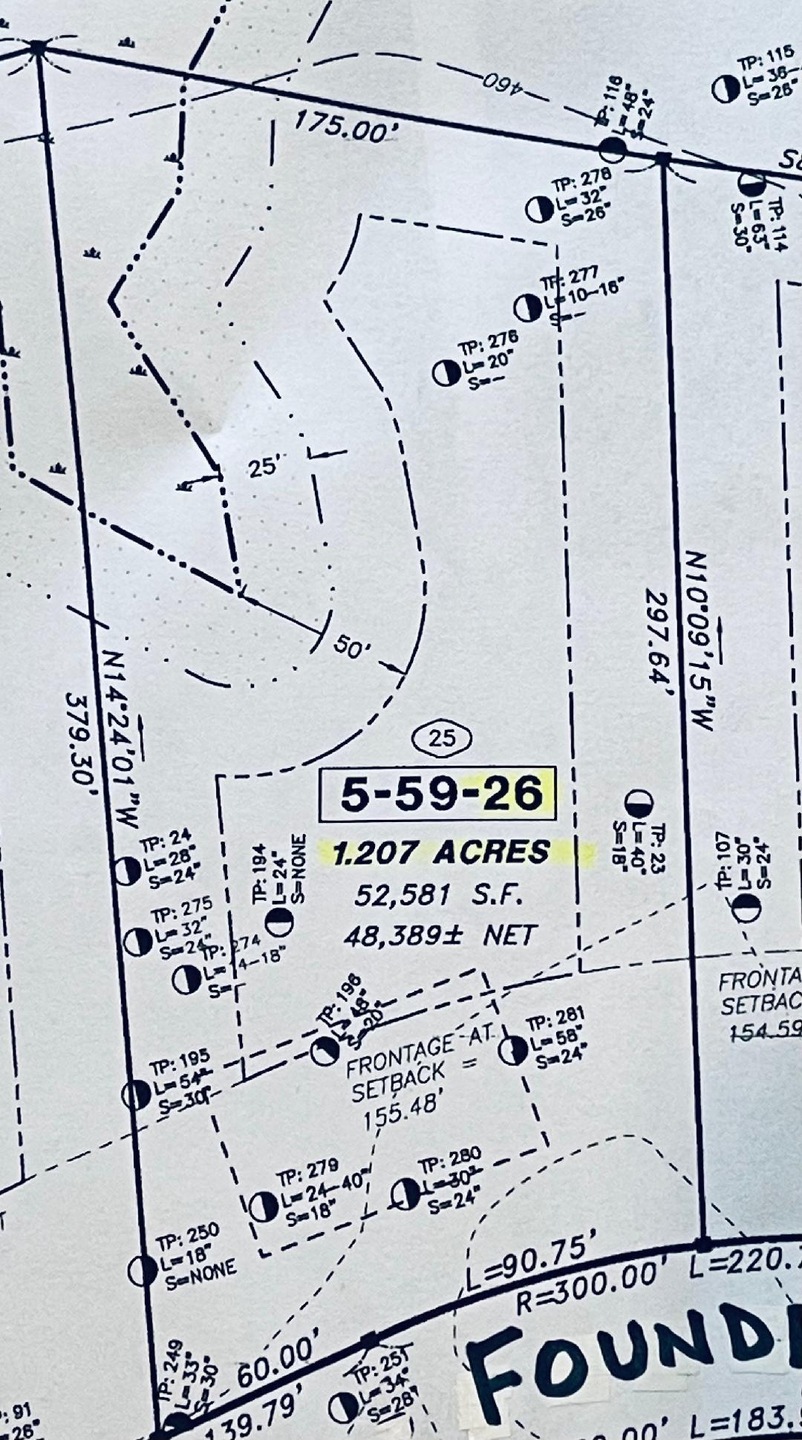 TP: 115
L= 36-
S=26"
460
TP: 116
L=48"
S=24"
175.00'
TP: 278
L=32"
S=26"
TP: 114
L= 63"
S=30"
TP: 277
L=10-16"
S=-
TP: 276
L=20"
S=-
25'
50'
N14°24'01"W
379.30'
N10°09'15"W
297.64'
25
5-59-26
1.207 ACRES
52,581 S.F.
48,389± NET
TP: 24
L=28"
S=24"
TP: 194
L=24"
S=NONE
TP: 23
L= 40"
S=18"
TP: 107
L=30"
S=24"
TP: 275
L=32"
S=24"
TP: 274
S=
TP: 196
L=48"
S=20"
TP: 281
L=58"
S=24"
FRONTAGE AT
SETBACK =
155.48'
FRONTA
SETBAC
154.59
TP: 195
L=54"
S=30"
TP: 279
L=24-40"
S=18"
TP: 280
L=30"
S=24"
TP: 250
L=18"
S=NONE
L=90.75'
R=300.00'
L=220.
TP: 249
L=33"
S=30"
60.00'
139.79'
TP: 251
L=34"
S=28"
FOUND
: 91
=26"
.00'
L=183.